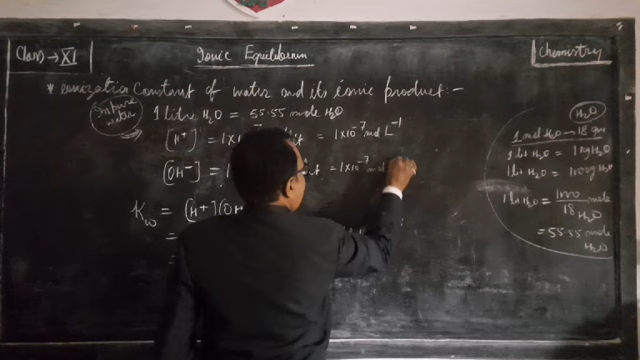 Class → XI
Ionic Equilibrium
Chemistry
* Ionization Constant of water and its ionic product:-
1 litre H₂O = 55.55 mole H₂O
[H⁺] = 1×10⁻⁷ = 1×10⁻⁷ mol L⁻¹
[OH⁻] = 1 = 1×10⁻⁷ mol
Kw = [H⁺][OH
=
H₂O
1 mol H₂O = 18 gm
1 lit H₂O = 1 kg H₂O
1 lit H₂O = 1000 g H₂O
1 lit H₂O = 1000/18 mole H₂O
= 55.55 mole H₂O